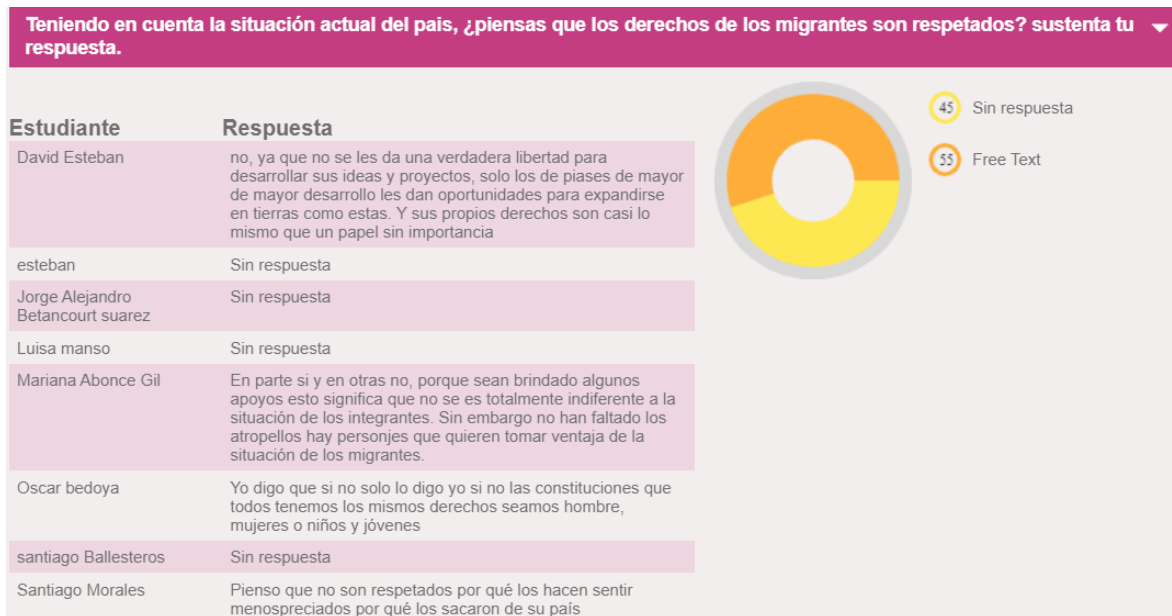 Teniendo en cuenta la situación actual del pais, ¿piensas que los derechos de los migrantes son respetados? sustenta tu
respuesta.
45 Sin respuesta
55 Free Text
Estudiante Respuesta
David Esteban no, ya que no se les da una verdadera libertad para
desarrollar sus ideas y proyectos, solo los de piases de mayor
de mayor desarrollo les dan oportunidades para expandirse
en tierras como estas. Y sus propios derechos son casi lo
mismo que un papel sin importancia
esteban Sin respuesta
Jorge Alejandro Sin respuesta
Betancourt suarez
Luisa manso Sin respuesta
Mariana Abonce Gil En parte si y en otras no, porque sean brindado algunos
apoyos esto significa que no se es totalmente indiferente a la
situación de los integrantes. Sin embargo no han faltado los
atropellos hay personjes que quieren tomar ventaja de la
situación de los migrantes.
Oscar bedoya Yo digo que si no solo lo digo yo si no las constituciones que
todos tenemos los mismos derechos seamos hombre,
mujeres o niños y jóvenes
santiago Ballesteros Sin respuesta
Santiago Morales Pienso que no son respetados por qué los hacen sentir
menospreciados por qué los sacaron de su país